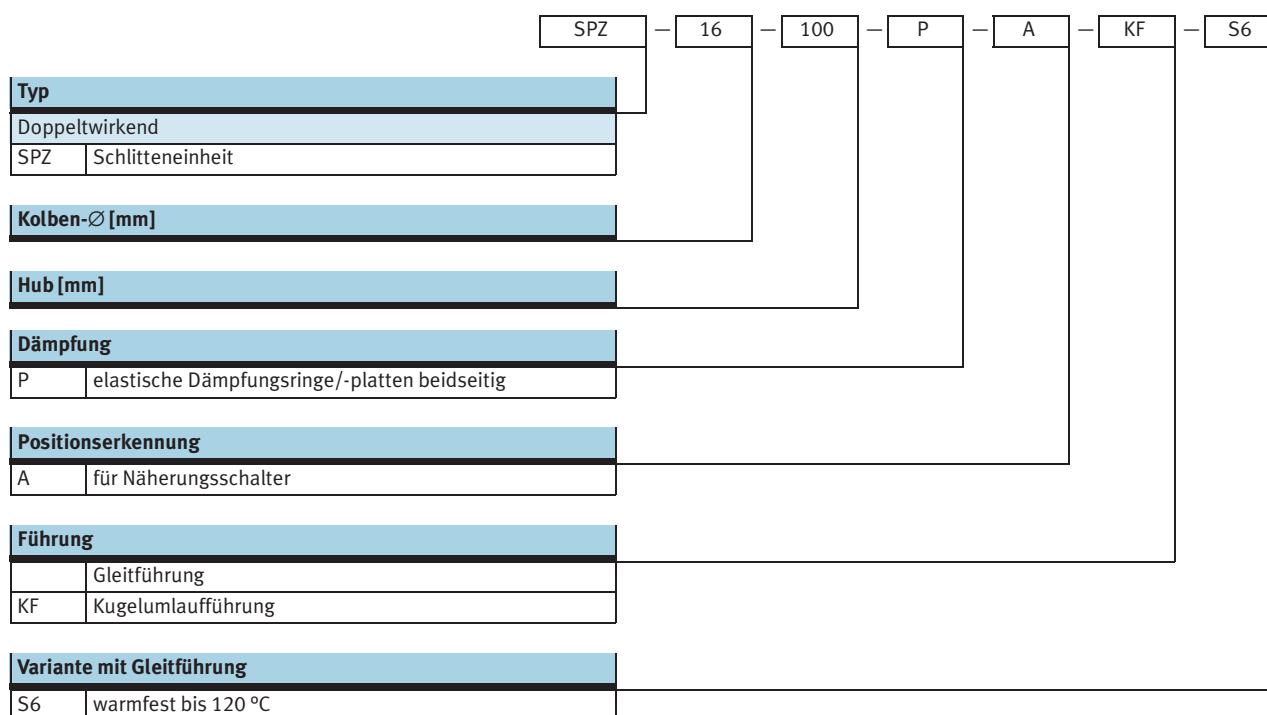 SPZ — 16 — 100 — P — A — KF — S6
Typ
Doppeltwirkend
SPZ Schlitteneinheit
Kolben-∅ [mm]
Hub [mm]
Dämpfung
P elastische Dämpfungsringe/-platten beidseitig
Positionserkennung
A für Näherungsschalter
Führung
Gleitführung
KF Kugelumlaufführung
Variante mit Gleitführung
S6 warmfest bis 120 °C